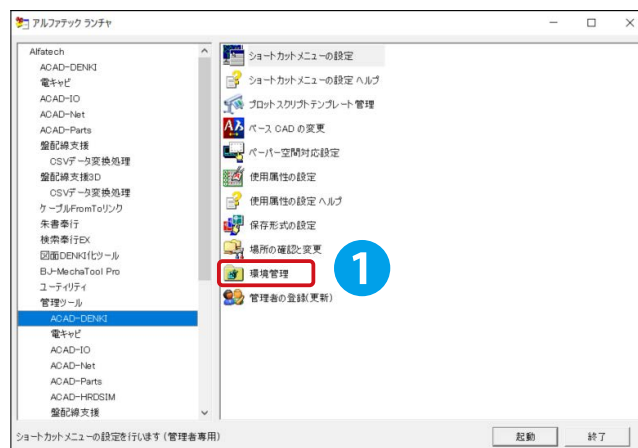 アルファテック ランチャ
Alfatech
ACAD-DENKI
電キャビ
ACAD-IO
ACAD-Net
ACAD-Parts
盤配線支援
CSVデータ変換処理
盤配線支援3D
CSVデータ変換処理
ケーブルFromToリンク
朱書奉行
検索奉行EX
図面DENKI化ツール
BJ-MechaTool Pro
ユーティリティ
管理ツール
ACAD-DENKI
電キャビ
ACAD-IO
ACAD-Net
ACAD-Parts
ACAD-HRDSIM
盤配線支援
ショートカットメニューの設定
ショートカットメニューの設定 ヘルプ
プロットスクリプトテンプレート管理
ベース CAD の変更
ペーパー空間対応設定
使用属性の設定
使用属性の設定 ヘルプ
保存形式の設定
場所の確認と変更
環境管理
1
管理者の登録(更新)
ショートカットメニューの設定を行います (管理者専用)
起動
終了